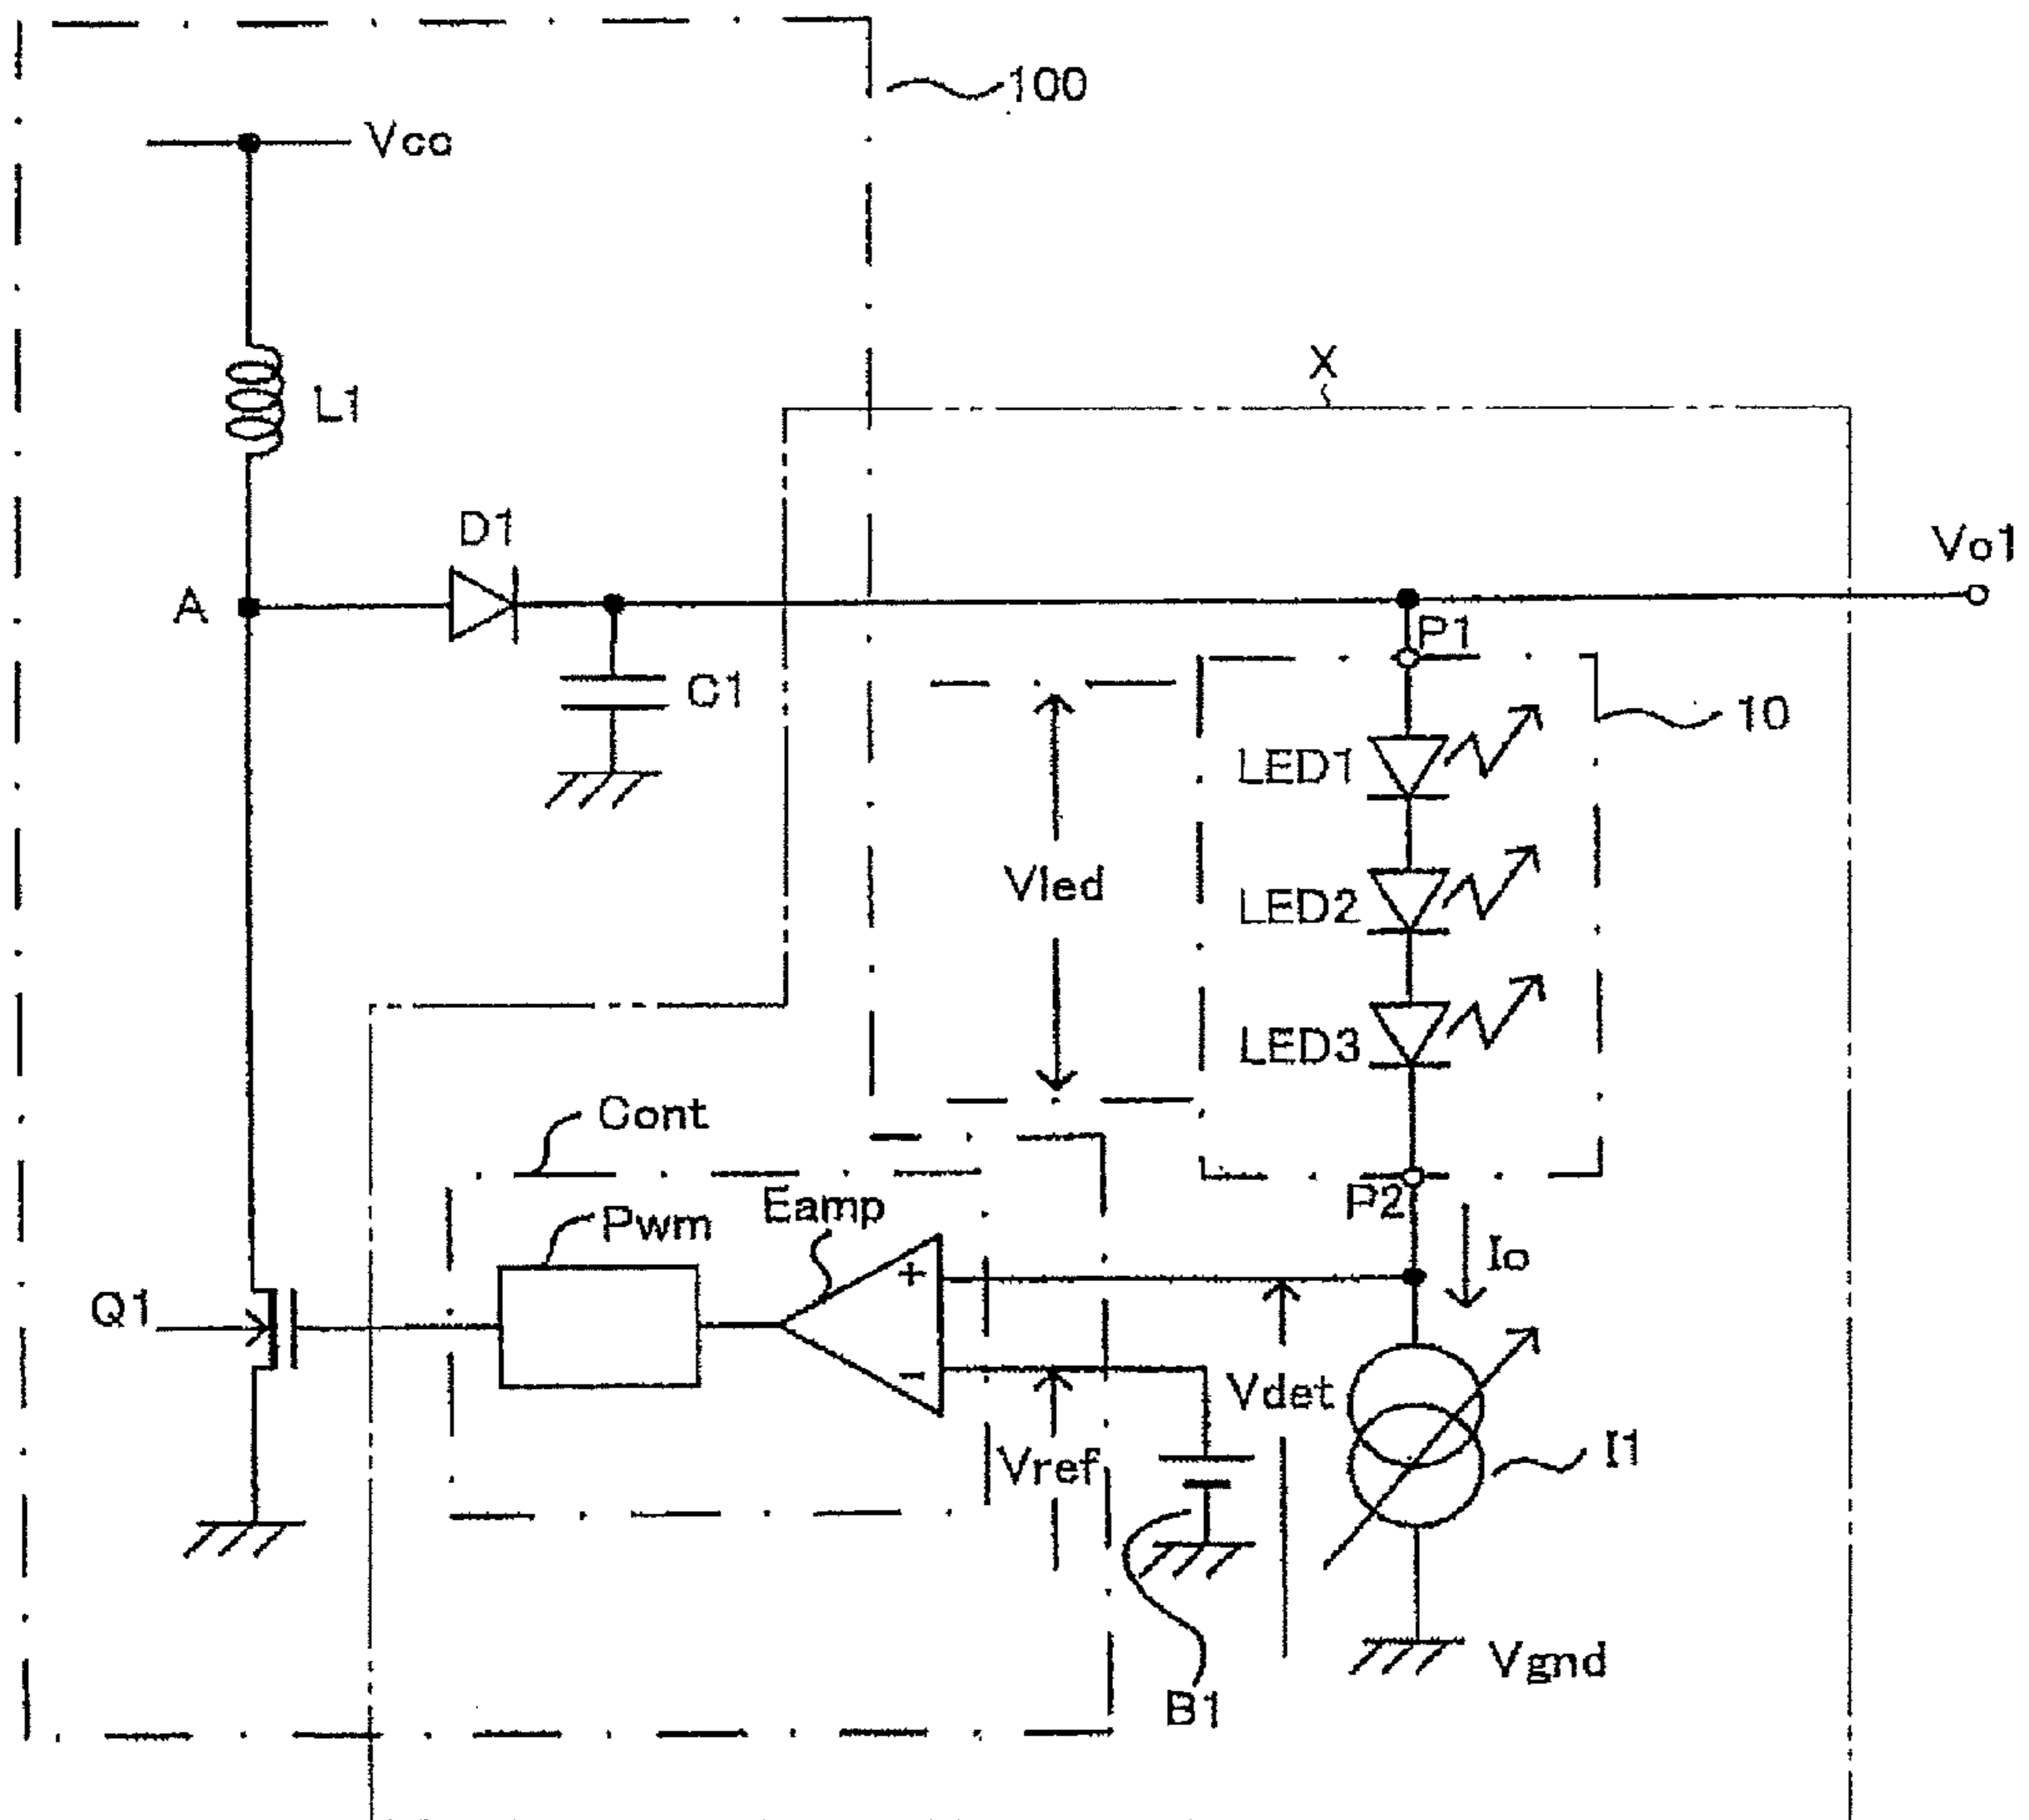 100
Vcc
X
L1
D1
Vo1
A
P1
C1
10
LED1
Vled
LED2
LED3
Cont
Eamp
P2
Pwm
Io
+
Q1
−
Vdet
Vref
I1
Vgnd
B1